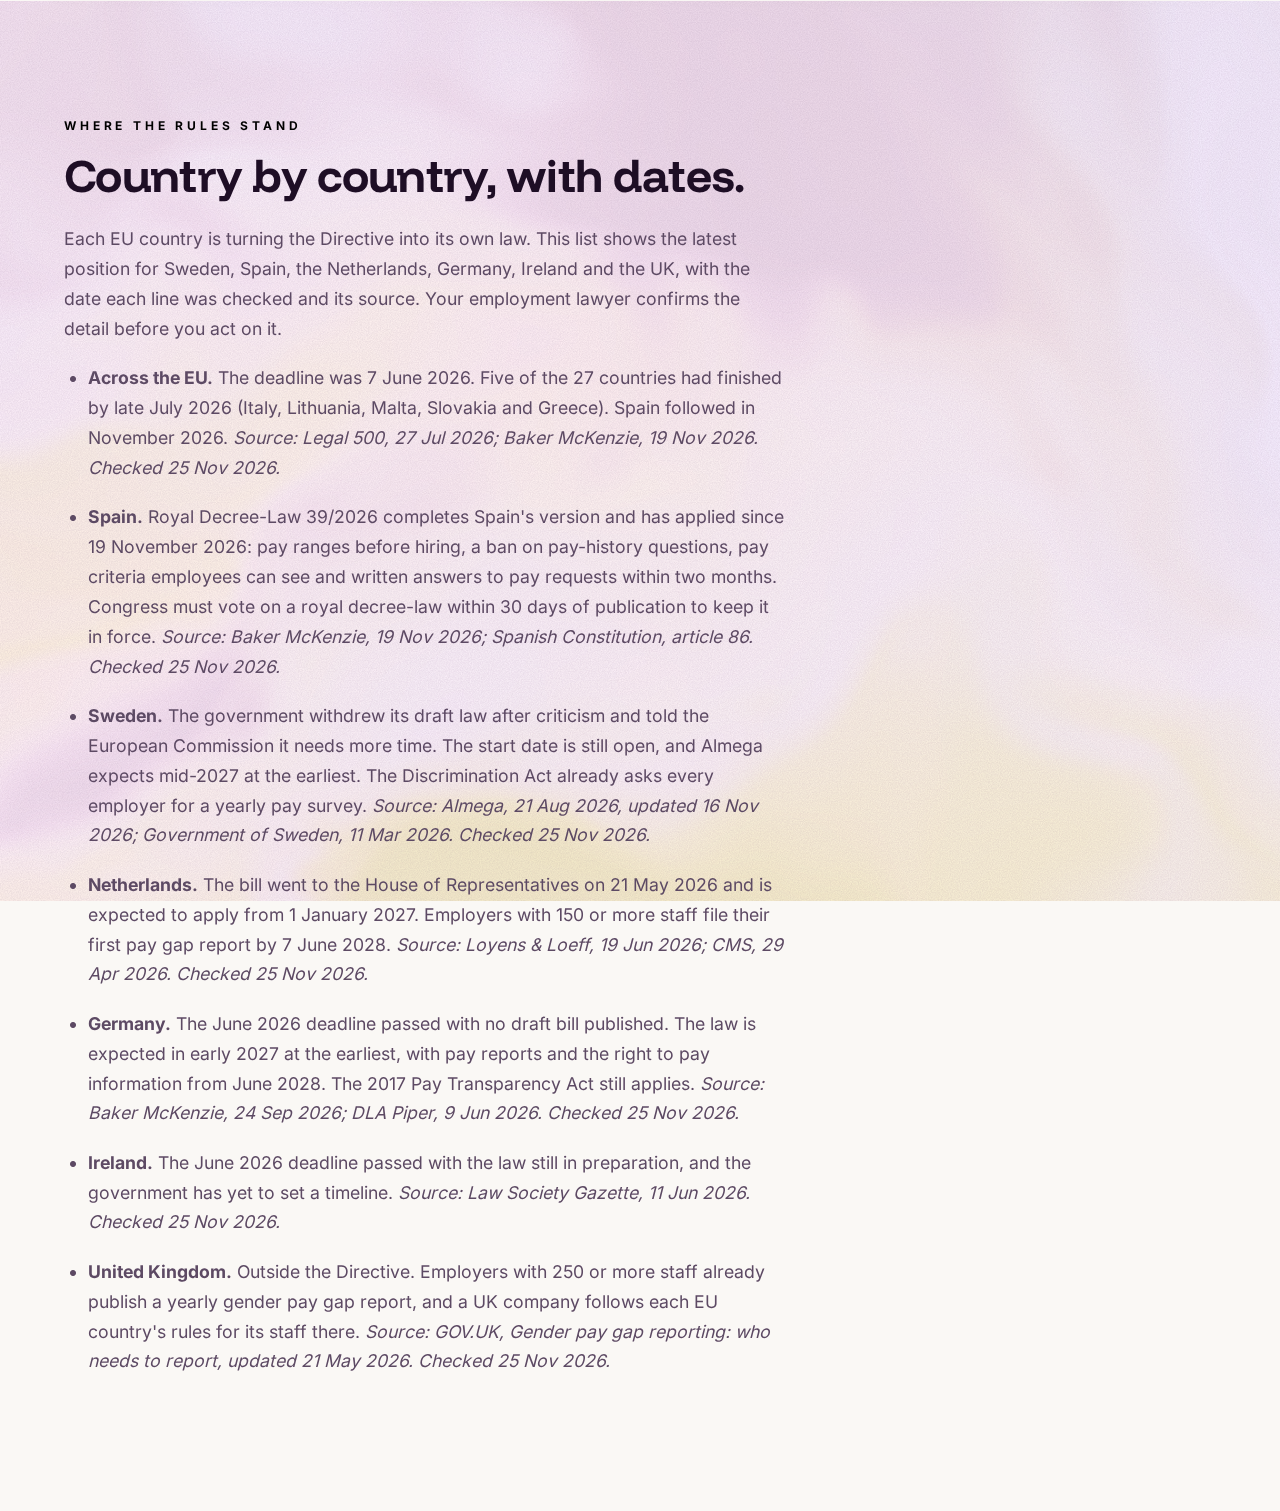 WHERE THE RULES STAND
Country by country, with dates.
Each EU country is turning the Directive into its own law. This list shows the latest
position for Sweden, Spain, the Netherlands, Germany, Ireland and the UK, with the
date each line was checked and its source. Your employment lawyer confirms the
detail before you act on it.
• Across the EU. The deadline was 7 June 2026. Five of the 27 countries had finished
by late July 2026 (Italy, Lithuania, Malta, Slovakia and Greece). Spain followed in
November 2026. Source: Legal 500, 27 Jul 2026; Baker McKenzie, 19 Nov 2026.
Checked 25 Nov 2026.
• Spain. Royal Decree-Law 39/2026 completes Spain's version and has applied since
19 November 2026: pay ranges before hiring, a ban on pay-history questions, pay
criteria employees can see and written answers to pay requests within two months.
Congress must vote on a royal decree-law within 30 days of publication to keep it
in force. Source: Baker McKenzie, 19 Nov 2026; Spanish Constitution, article 86.
Checked 25 Nov 2026.
• Sweden. The government withdrew its draft law after criticism and told the
European Commission it needs more time. The start date is still open, and Almega
expects mid-2027 at the earliest. The Discrimination Act already asks every
employer for a yearly pay survey. Source: Almega, 21 Aug 2026, updated 16 Nov
2026; Government of Sweden, 11 Mar 2026. Checked 25 Nov 2026.
• Netherlands. The bill went to the House of Representatives on 21 May 2026 and is
expected to apply from 1 January 2027. Employers with 150 or more staff file their
first pay gap report by 7 June 2028. Source: Loyens & Loeff, 19 Jun 2026; CMS, 29
Apr 2026. Checked 25 Nov 2026.
• Germany. The June 2026 deadline passed with no draft bill published. The law is
expected in early 2027 at the earliest, with pay reports and the right to pay
information from June 2028. The 2017 Pay Transparency Act still applies. Source:
Baker McKenzie, 24 Sep 2026; DLA Piper, 9 Jun 2026. Checked 25 Nov 2026.
• Ireland. The June 2026 deadline passed with the law still in preparation, and the
government has yet to set a timeline. Source: Law Society Gazette, 11 Jun 2026.
Checked 25 Nov 2026.
• United Kingdom. Outside the Directive. Employers with 250 or more staff already
publish a yearly gender pay gap report, and a UK company follows each EU
country's rules for its staff there. Source: GOV.UK, Gender pay gap reporting: who
needs to report, updated 21 May 2026. Checked 25 Nov 2026.